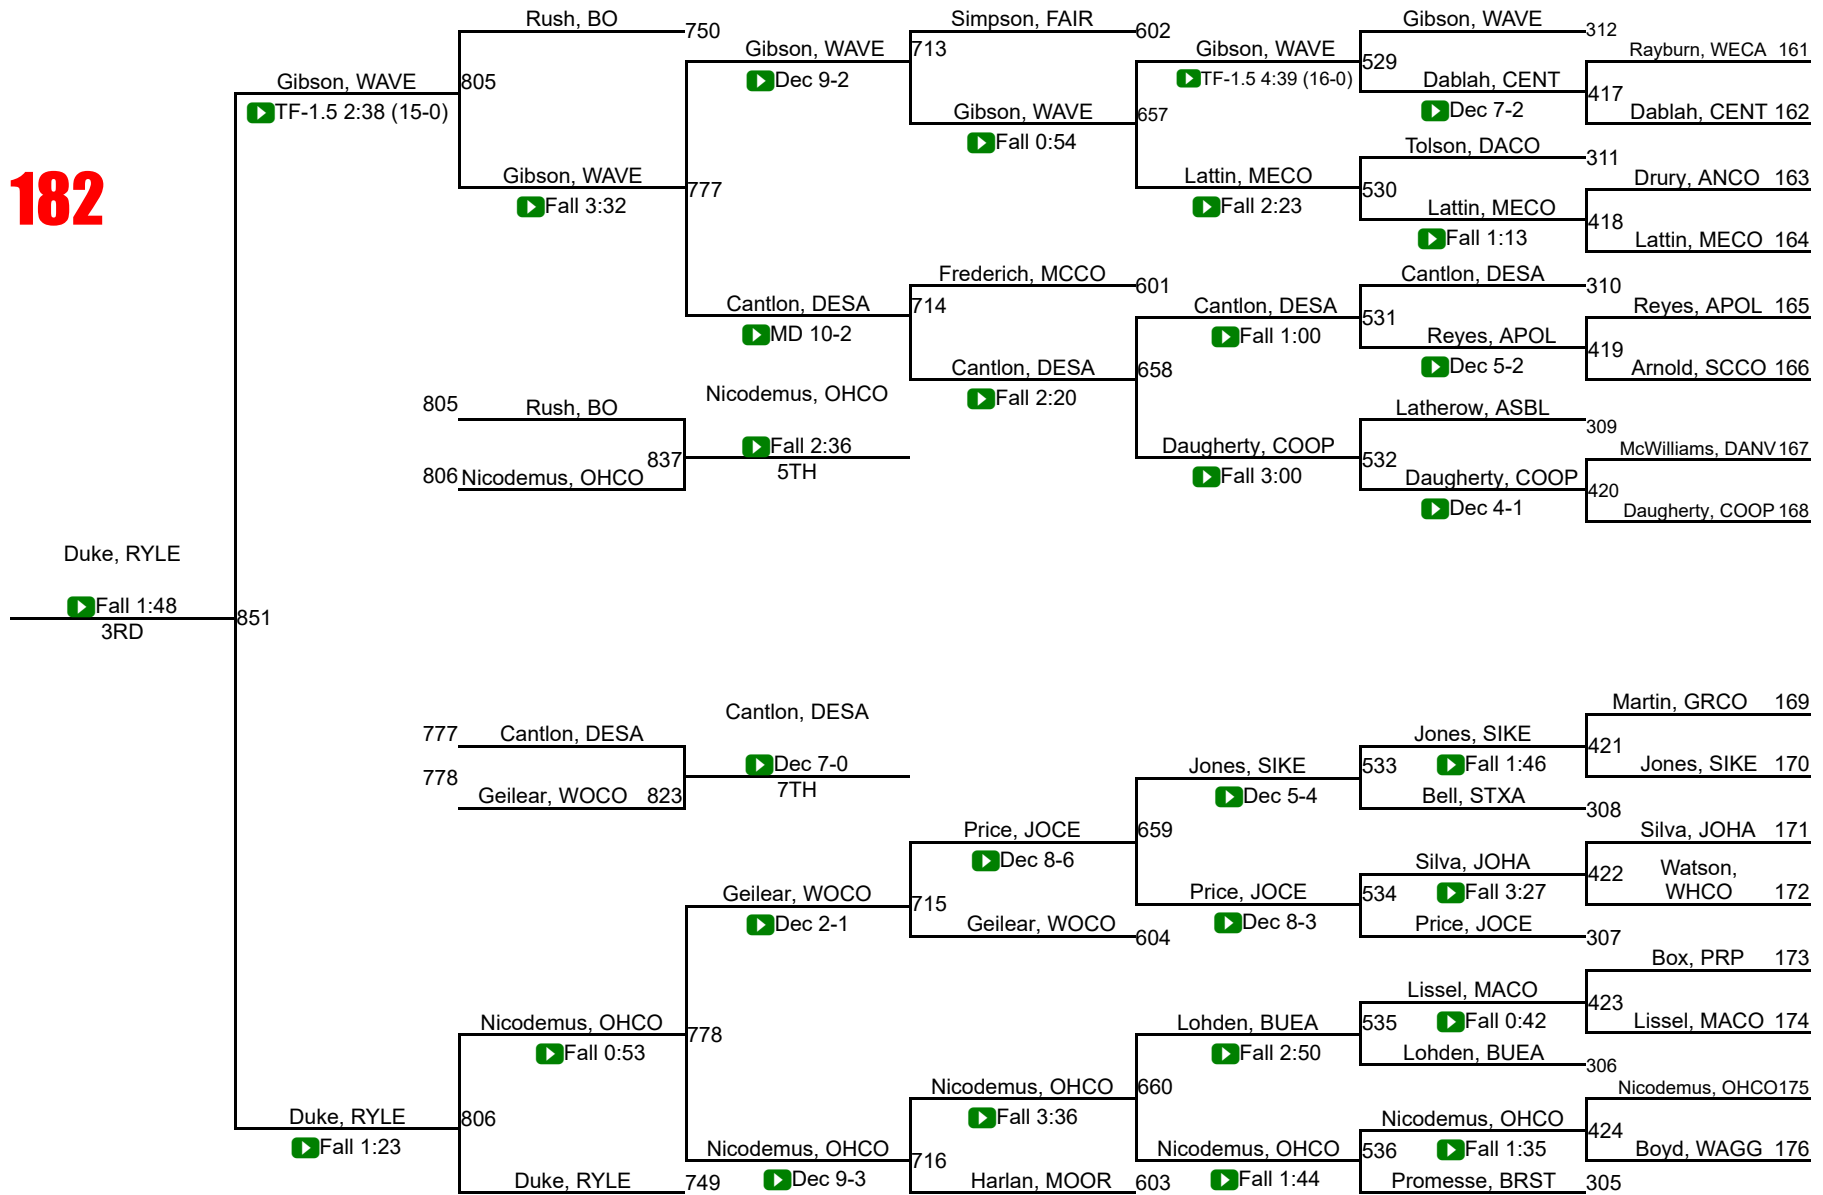 182
Duke, RYLE
Fall 1:48
3RD
851
Gibson, WAVE
TF-1.5 2:38 (15-0)
Duke, RYLE
Fall 1:23
Rush, BO
750
805
Gibson, WAVE
Fall 3:32
805
Rush, BO
806
Nicodemus, OHCO
837
Nicodemus, OHCO
Fall 2:36
5TH
777
Cantlon, DESA
778
Geilear, WOCO
823
Cantlon, DESA
Dec 7-0
7TH
Nicodemus, OHCO
Fall 0:53
806
Duke, RYLE
749
Gibson, WAVE
Dec 9-2
777
Cantlon, DESA
MD 10-2
Geilear, WOCO
Dec 2-1
778
Nicodemus, OHCO
Dec 9-3
Simpson, FAIR
602
713
Gibson, WAVE
Fall 0:54
Frederich, MCCO
601
714
Cantlon, DESA
Fall 2:20
Price, JOCE
Dec 8-6
715
Geilear, WOCO
604
Nicodemus, OHCO
Fall 3:36
716
Harlan, MOOR
603
Gibson, WAVE
TF-1.5 4:39 (16-0)
657
Lattin, MECO
Fall 2:23
Cantlon, DESA
Fall 1:00
658
Daugherty, COOP
Fall 3:00
Jones, SIKE
Dec 5-4
659
Price, JOCE
Dec 8-3
Lohden, BUEA
Fall 2:50
660
Nicodemus, OHCO
Fall 1:44
Gibson, WAVE
312
529
Dablah, CENT
Dec 7-2
Tolson, DACO
311
530
Lattin, MECO
Fall 1:13
Cantlon, DESA
310
531
Reyes, APOL
Dec 5-2
Latherow, ASBL
309
532
Daugherty, COOP
Dec 4-1
Jones, SIKE
Fall 1:46
533
Bell, STXA
308
Silva, JOHA
Fall 3:27
534
Price, JOCE
307
Lissel, MACO
Fall 0:42
535
Lohden, BUEA
306
Nicodemus, OHCO
Fall 1:35
536
Promesse, BRST
305
Rayburn, WECA 161
417
Dablah, CENT 162
Drury, ANCO 163
418
Lattin, MECO 164
Reyes, APOL 165
419
Arnold, SCCO 166
McWilliams, DANV 167
420
Daugherty, COOP 168
Martin, GRCO 169
421
Jones, SIKE 170
Silva, JOHA 171
422
Watson,
WHCO 172
Box, PRP 173
423
Lissel, MACO 174
Nicodemus, OHCO 175
424
Boyd, WAGG 176